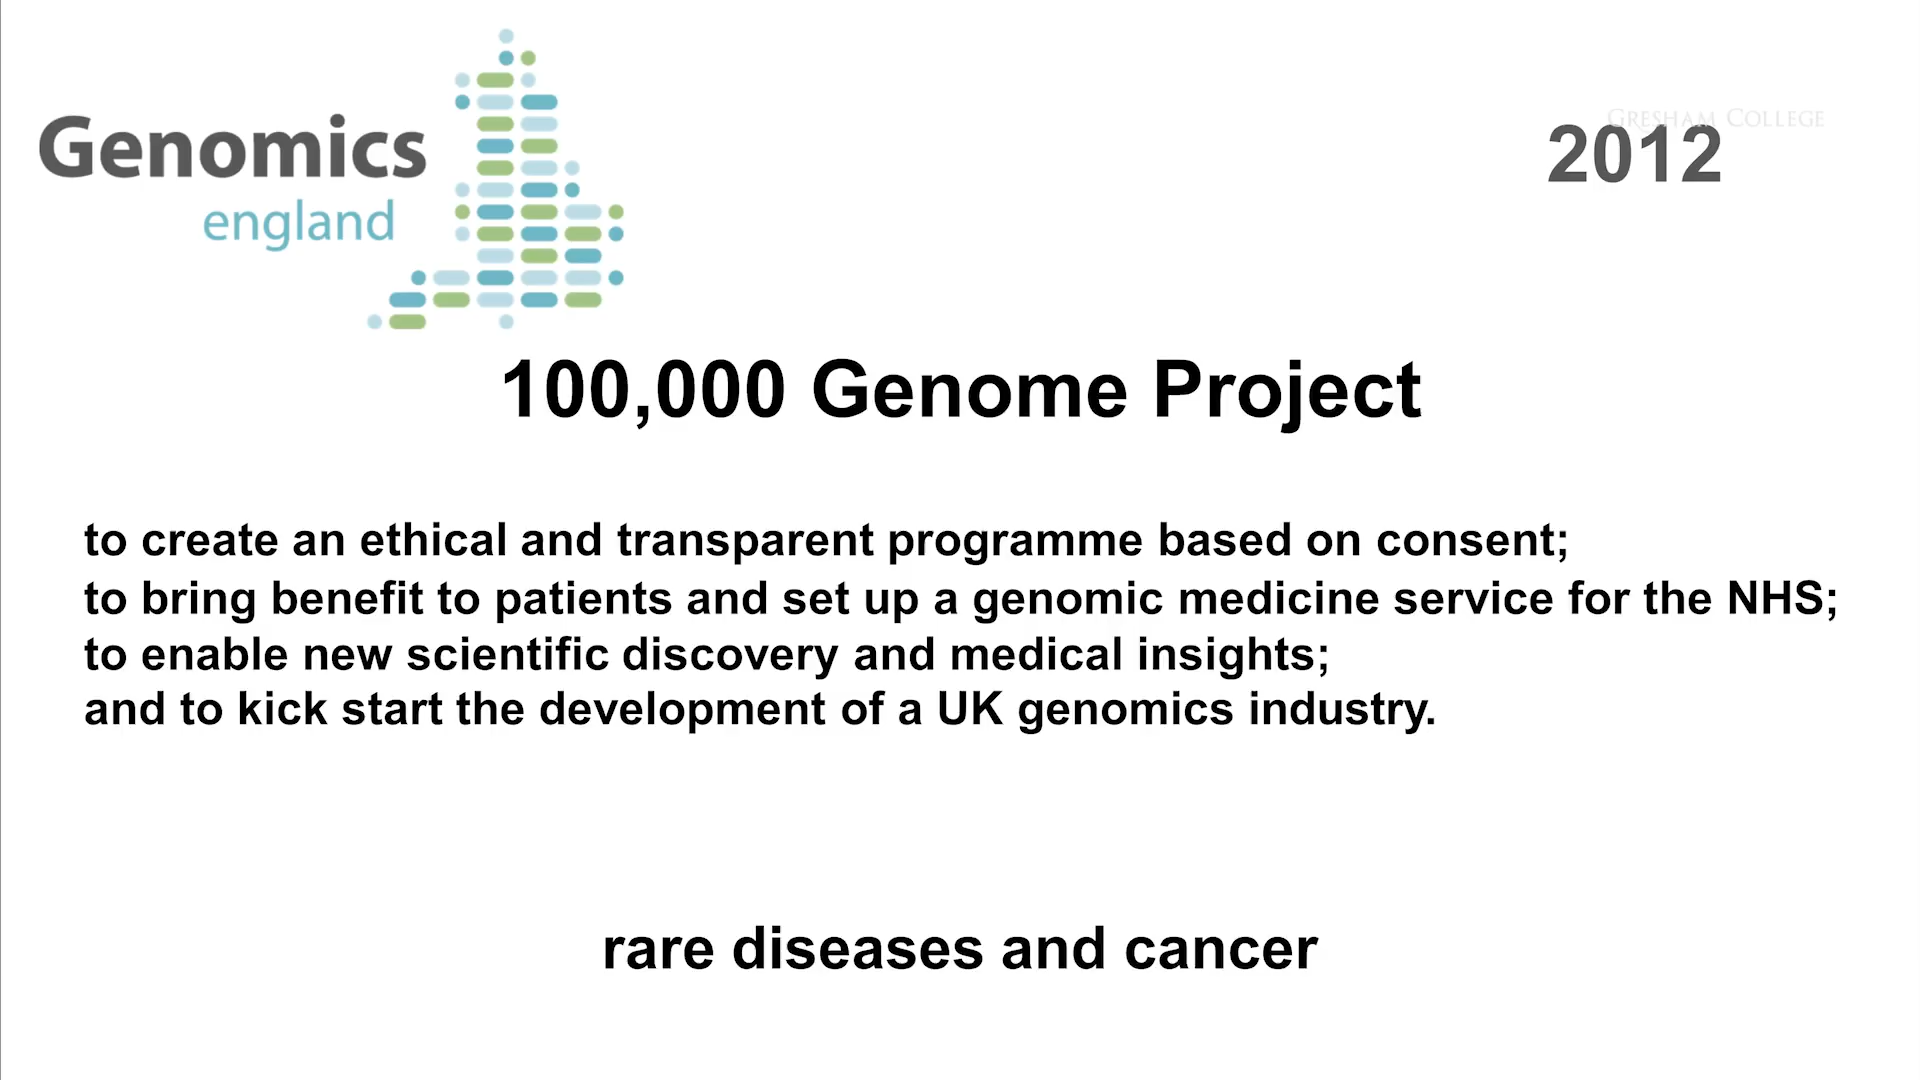 Genomics
england
GRESHAM COLLEGE
2012
100,000 Genome Project
to create an ethical and transparent programme based on consent;
to bring benefit to patients and set up a genomic medicine service for the NHS;
to enable new scientific discovery and medical insights;
and to kick start the development of a UK genomics industry.
rare diseases and cancer